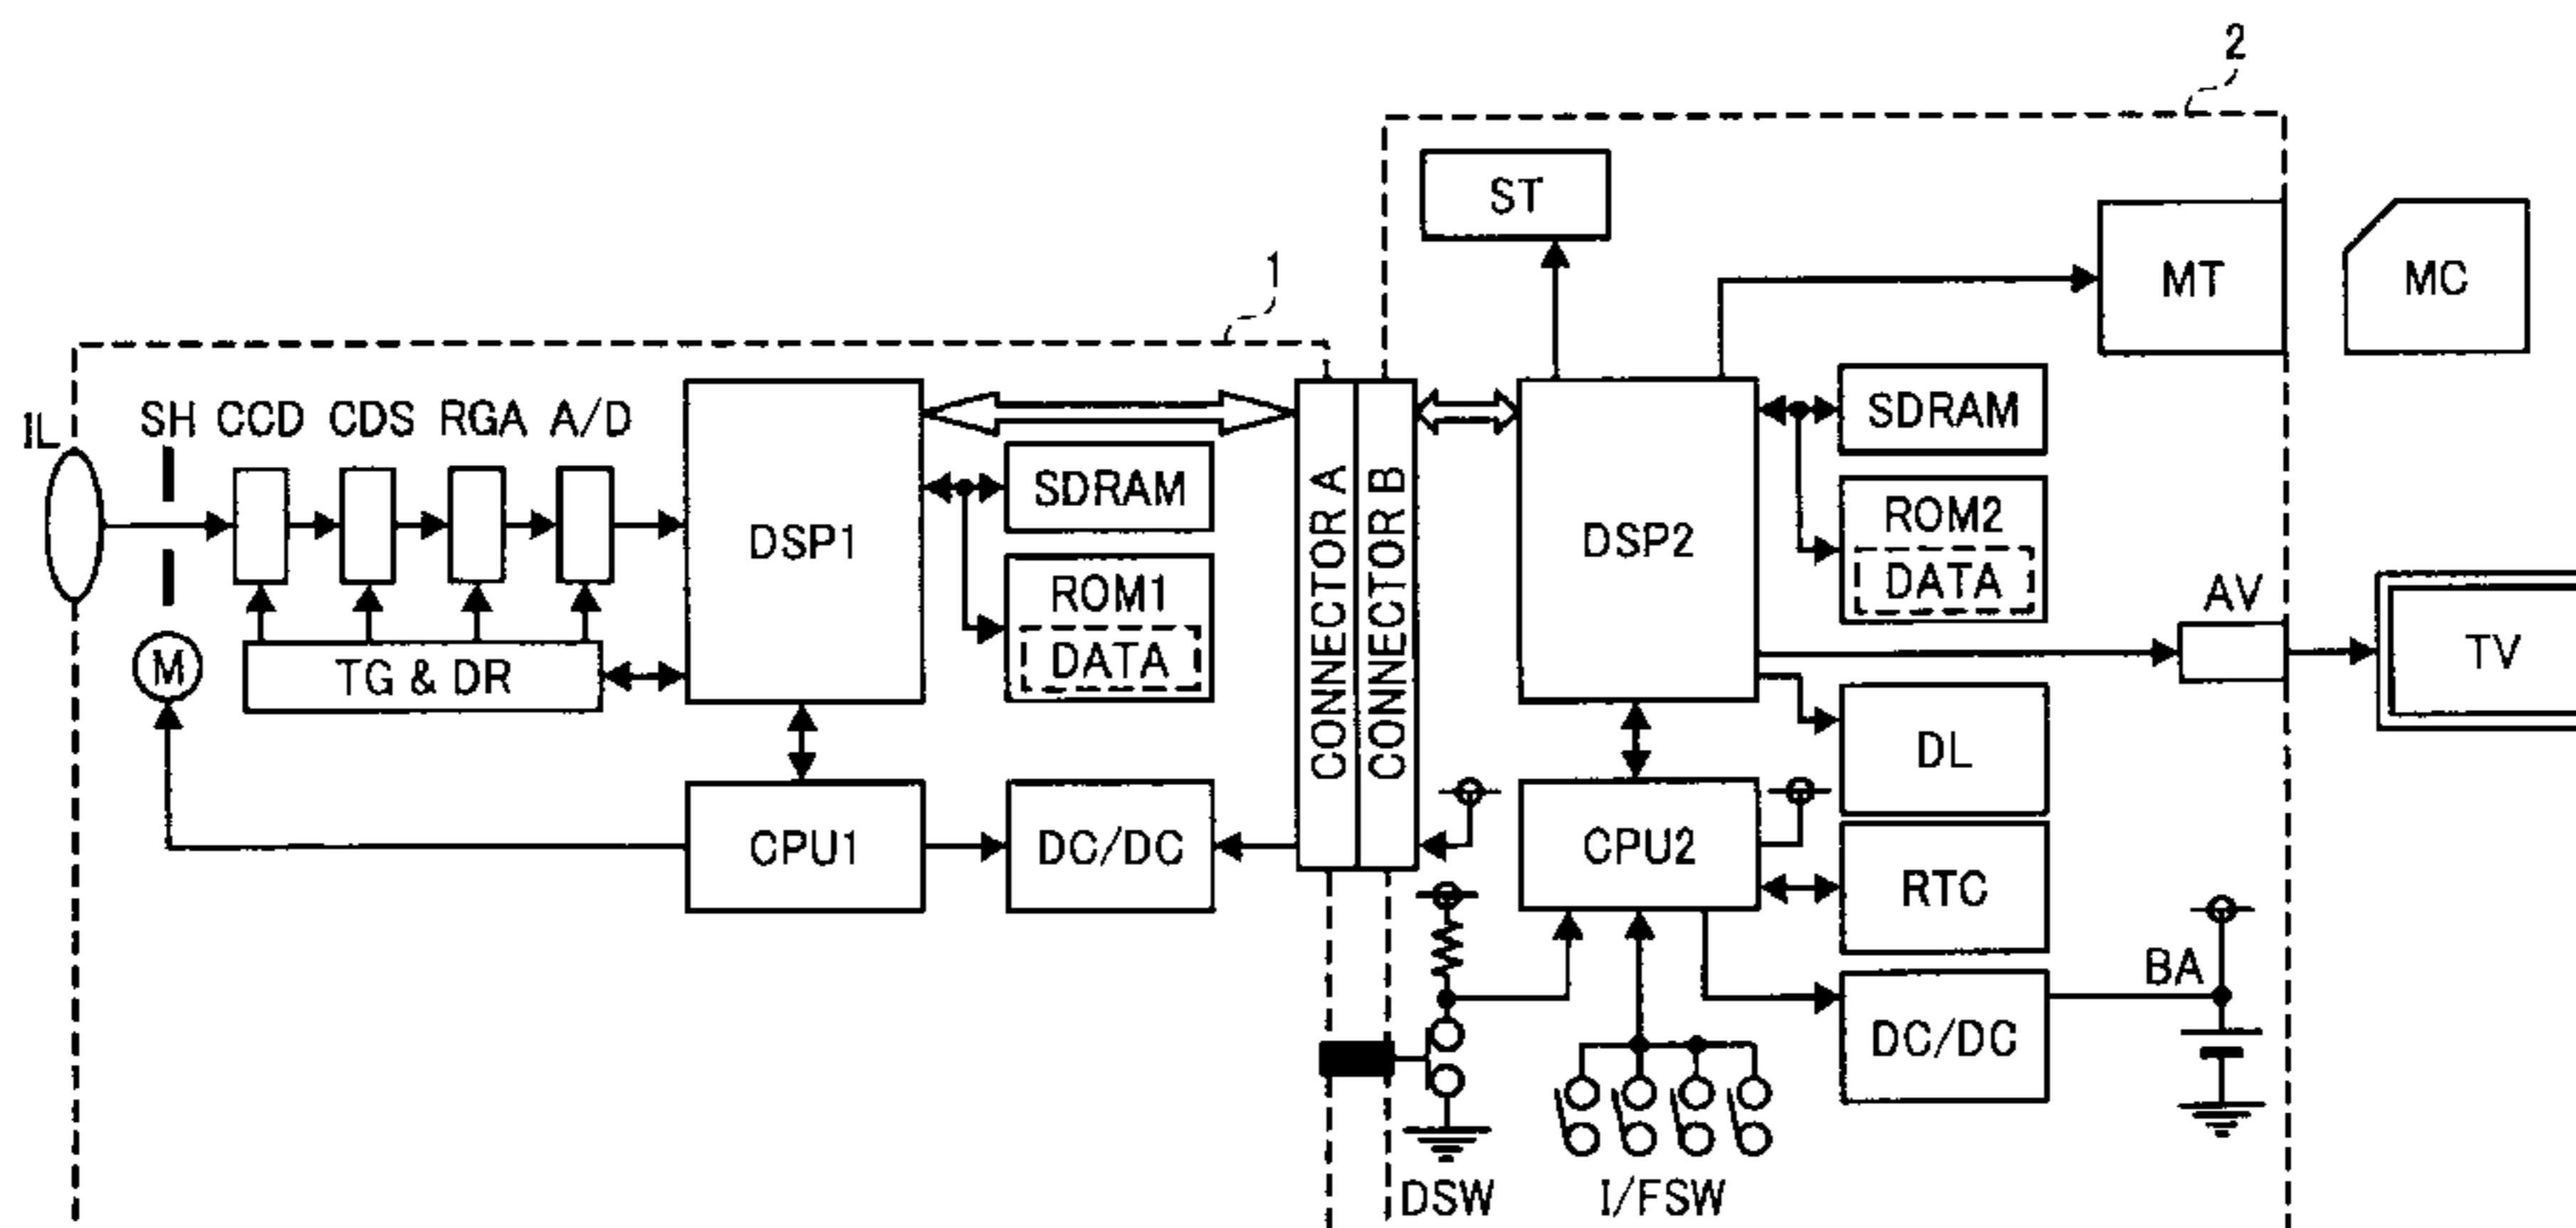 2
ST
MT
MC
1
IL
SH
CCD
CDS
RGA
A/D
DSP1
SDRAM
ROM1
DATA
TG & DR
M
CPU1
DC/DC
CONNECTOR A
CONNECTOR B
DSP2
SDRAM
ROM2
DATA
AV
TV
DL
CPU2
RTC
BA
DC/DC
DSW
I/FSW